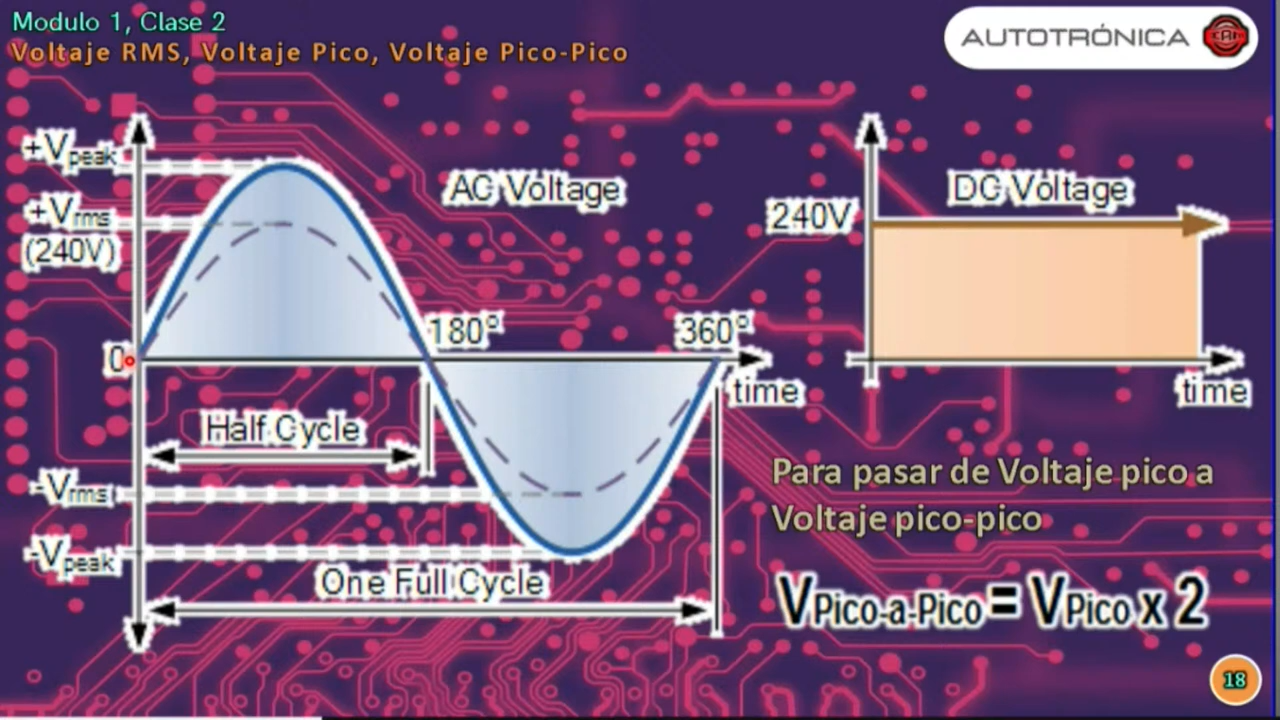 Modulo 1, Clase 2
Voltaje RMS, Voltaje Pico, Voltaje Pico-Pico
AUTOTRÓNICA
+Vpeak
+Vrms
(240V)
0
-Vrms
-Vpeak
AC Voltage
180º
360º
time
Half Cycle
One Full Cycle
DC Voltage
240V
time
Para pasar de Voltaje pico a
Voltaje pico-pico
VPico-a-Pico = VPico x 2
18